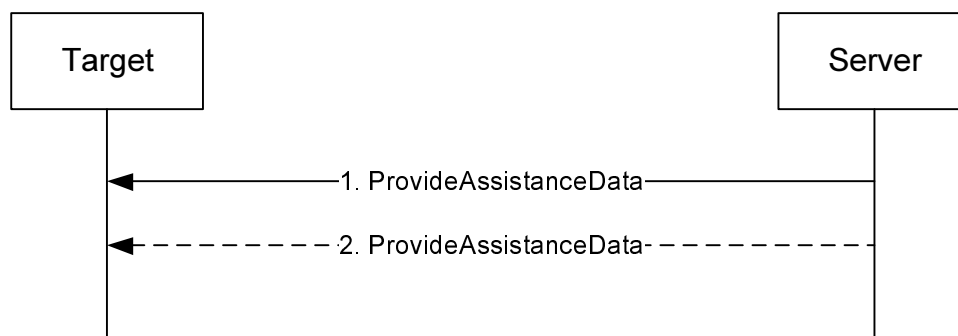 Target
Server
1. ProvideAssistanceData
2. ProvideAssistanceData